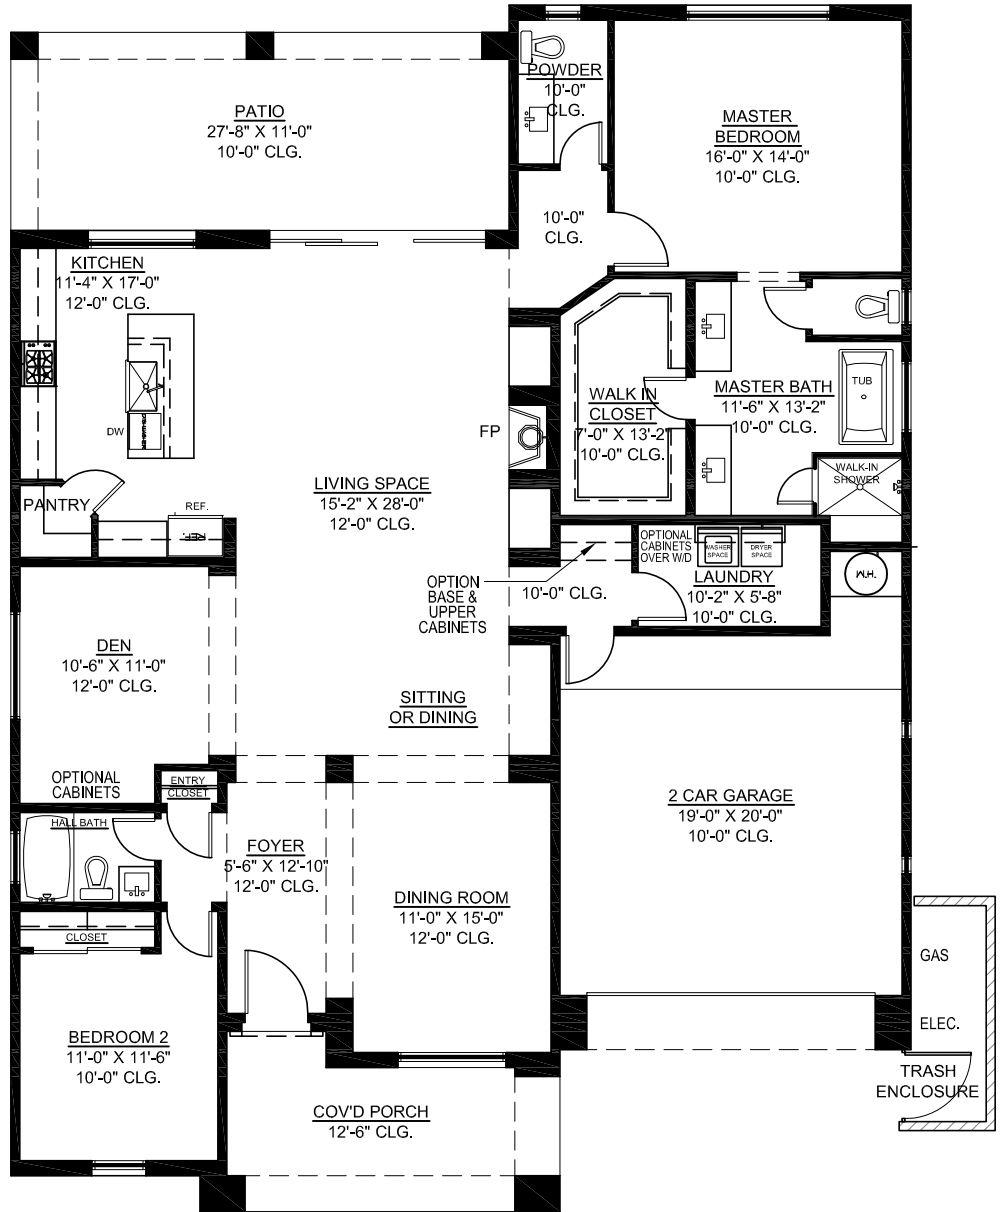 POWDER
10'-0"
CLG.
PATIO
27'-8" X 11'-0"
10'-0" CLG.
MASTER
BEDROOM
16'-0" X 14'-0"
10'-0" CLG.
10'-0"
CLG.
KITCHEN
11'-4" X 17'-0"
12'-0" CLG.
DW
PANTRY
REF.
REF.
LIVING SPACE
15'-2" X 28'-0"
12'-0" CLG.
FP
WALK IN
CLOSET
7'-0" X 13'-2"
10'-0" CLG.
MASTER BATH
11'-6" X 13'-2"
10'-0" CLG.
TUB
WALK-IN
SHOWER
OPTIONAL
CABINETS
OVER W/D
WASHER
SPACE
DRYER
SPACE
LAUNDRY
10'-2" X 5'-8"
10'-0" CLG.
H.W.
OPTION
BASE &
UPPER
CABINETS
10'-0" CLG.
DEN
10'-6" X 11'-0"
12'-0" CLG.
SITTING
OR DINING
OPTIONAL
CABINETS
ENTRY
CLOSET
2 CAR GARAGE
19'-0" X 20'-0"
10'-0" CLG.
HALL BATH
FOYER
5'-6" X 12'-10"
12'-0" CLG.
DINING ROOM
11'-0" X 15'-0"
12'-0" CLG.
CLOSET
GAS
ELEC.
TRASH
ENCLOSURE
BEDROOM 2
11'-0" X 11'-6"
10'-0" CLG.
COV'D PORCH
12'-6" CLG.